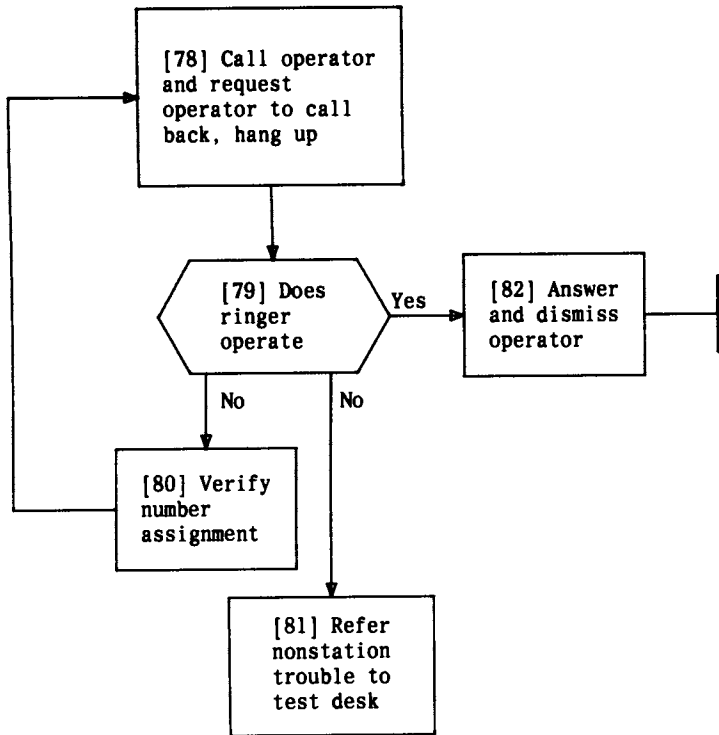 [78] Call operator
and request
operator to call
back, hang up
[79] Does
ringer
operate
Yes
[82] Answer
and dismiss
operator
No
No
[80] Verify
number
assignment
[81] Refer
nonstation
trouble to
test desk